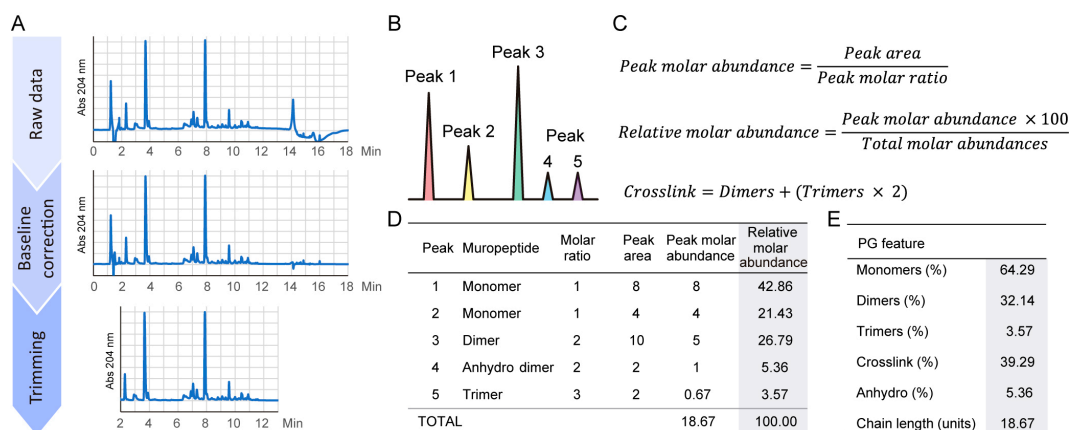 A
Raw data
Baseline
correction
Trimming
Abs 204 nm
0 2 4 6 8 10 12 14 16 18 Min
Abs 204 nm
0 2 4 6 8 10 12 14 16 18 Min
Abs 204 nm
2 4 6 8 10 12 Min
B
Peak 3
Peak 1
Peak 2
Peak
4 5
C
Peak molar abundance = Peak area / Peak molar ratio
Relative molar abundance = Peak molar abundance × 100 / Total molar abundances
Crosslink = Dimers + (Trimers × 2)
D
Peak Muropeptide Molar ratio Peak area Peak molar abundance Relative molar abundance
1 Monomer 1 8 8 42.86
2 Monomer 1 4 4 21.43
3 Dimer 2 10 5 26.79
4 Anhydro dimer 2 2 1 5.36
5 Trimer 3 2 0.67 3.57
TOTAL 18.67 100.00
E
PG feature
Monomers (%) 64.29
Dimers (%) 32.14
Trimers (%) 3.57
Crosslink (%) 39.29
Anhydro (%) 5.36
Chain length (units) 18.67